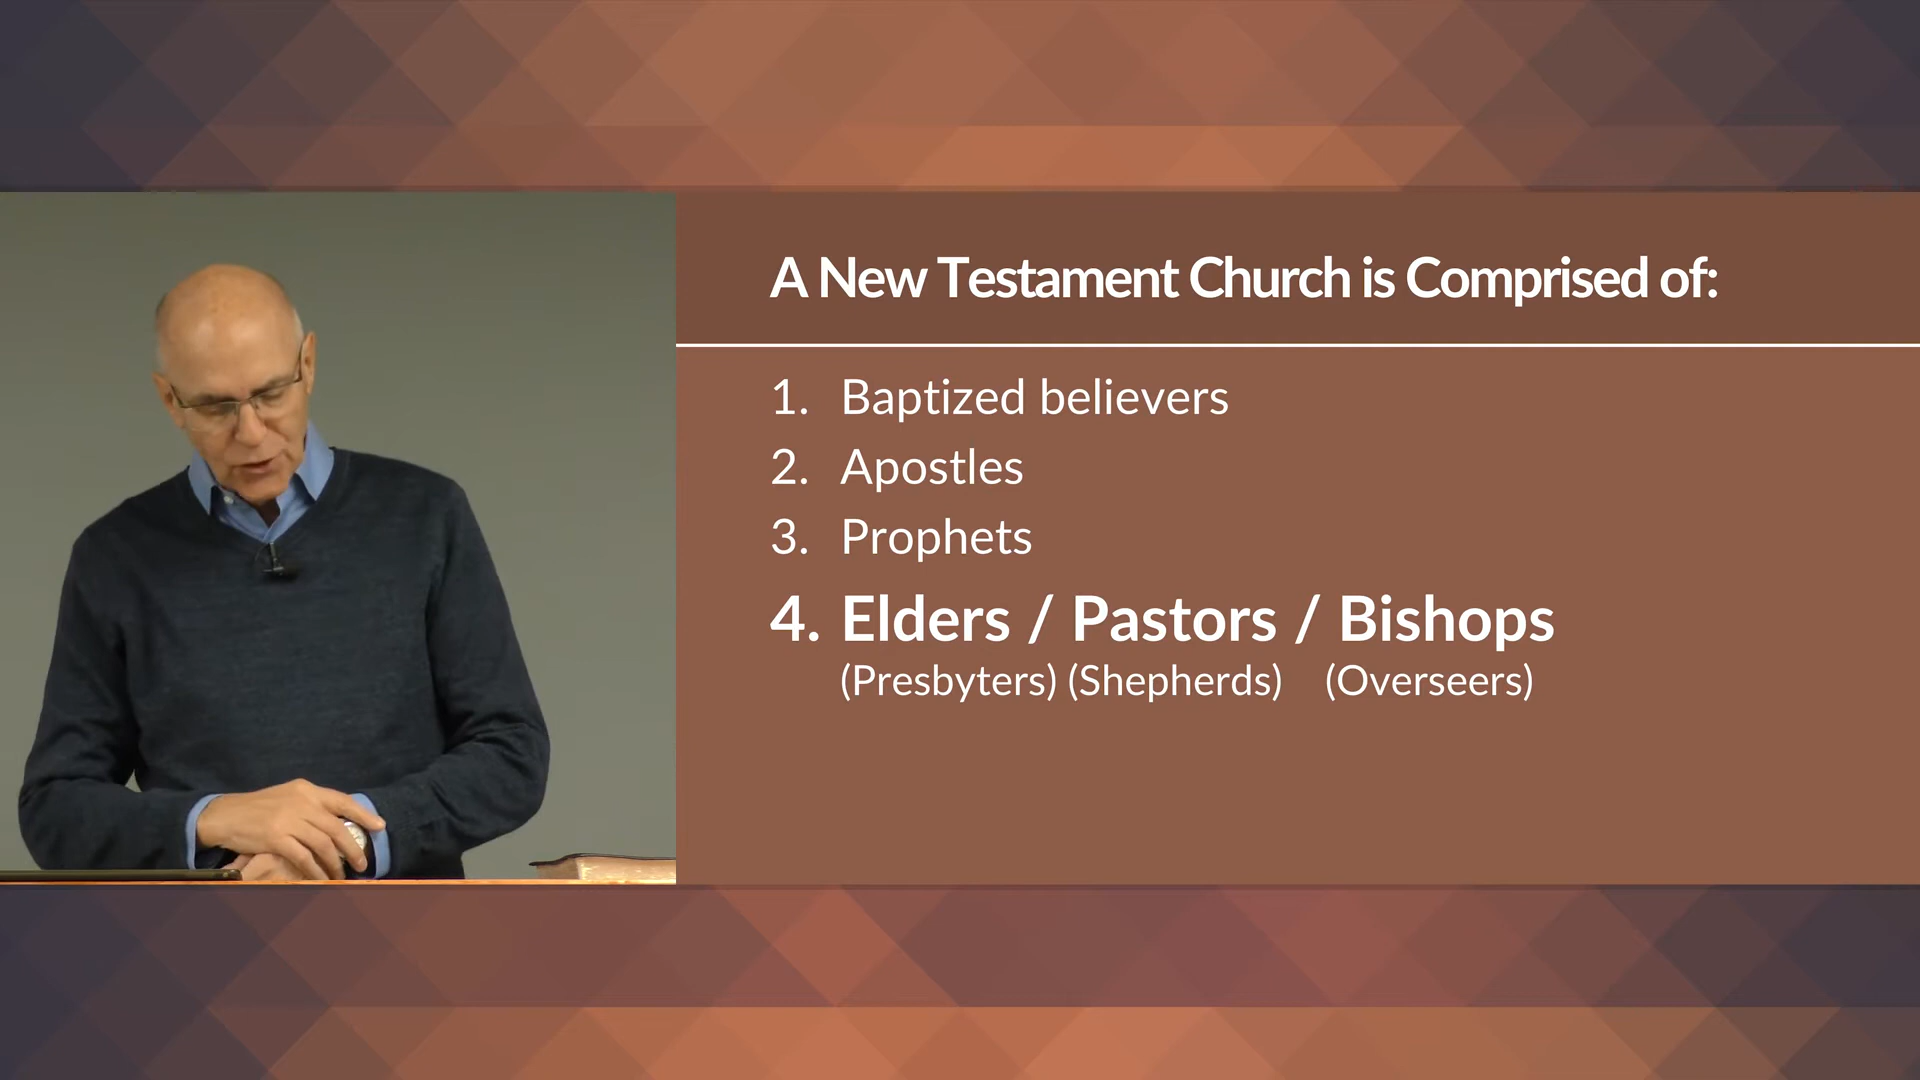 A New Testament Church is Comprised of:
1. Baptized believers
2. Apostles
3. Prophets
4. Elders / Pastors / Bishops
(Presbyters) (Shepherds) (Overseers)